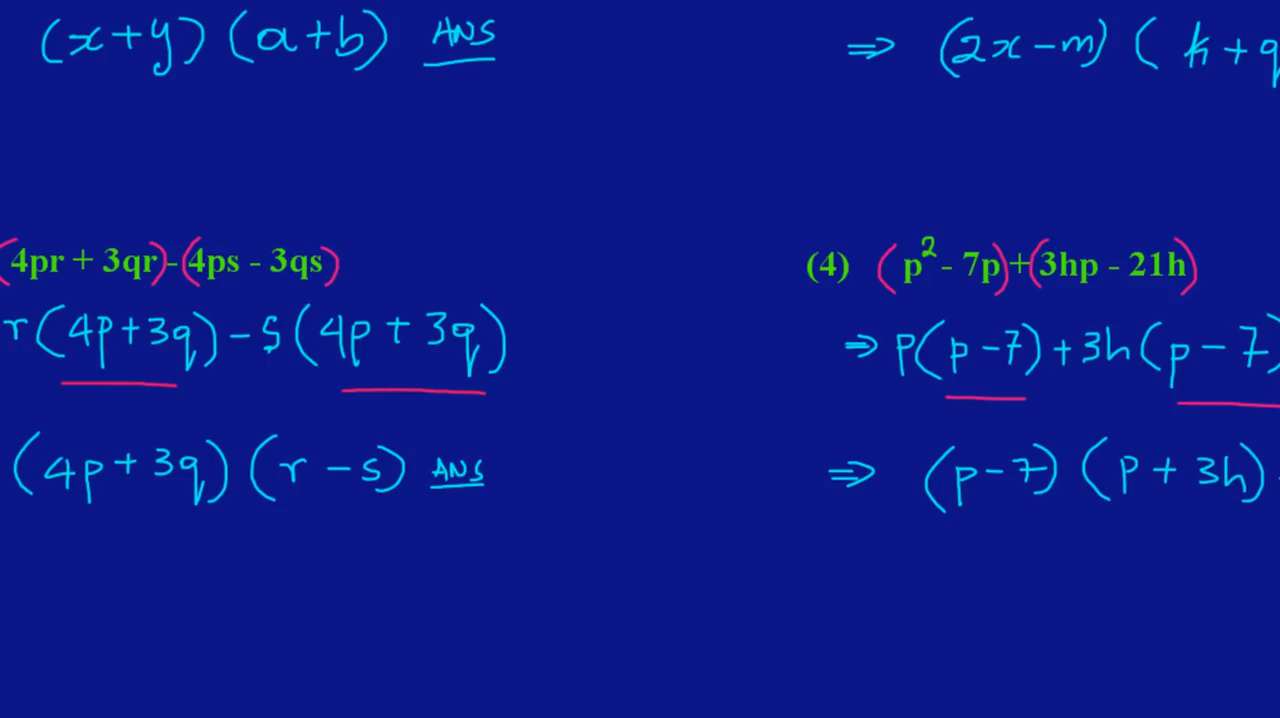 (x+y) (a+b) ANS
⇒ (2x-m) ( k+q
(4pr + 3qr)-(4ps - 3qs)
r(4p+3q) - s(4p+3q)
(4p+3q) (r-s) ANS
(4) (p² - 7p)+(3hp - 21h)
⇒ p(p-7)+3h(p-7)
⇒ (p-7) (p+3h)